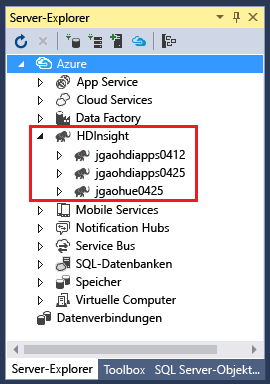 Server-Explorer
Azure
App Service
Cloud Services
Data Factory
HDInsight
jgaohdiapps0412
jgaohdiapps0425
jgaohue0425
Mobile Services
Notification Hubs
Service Bus
SQL-Datenbanken
Speicher
Virtuelle Computer
Datenverbindungen
Server-Explorer Toolbox SQL Server-Objekt...